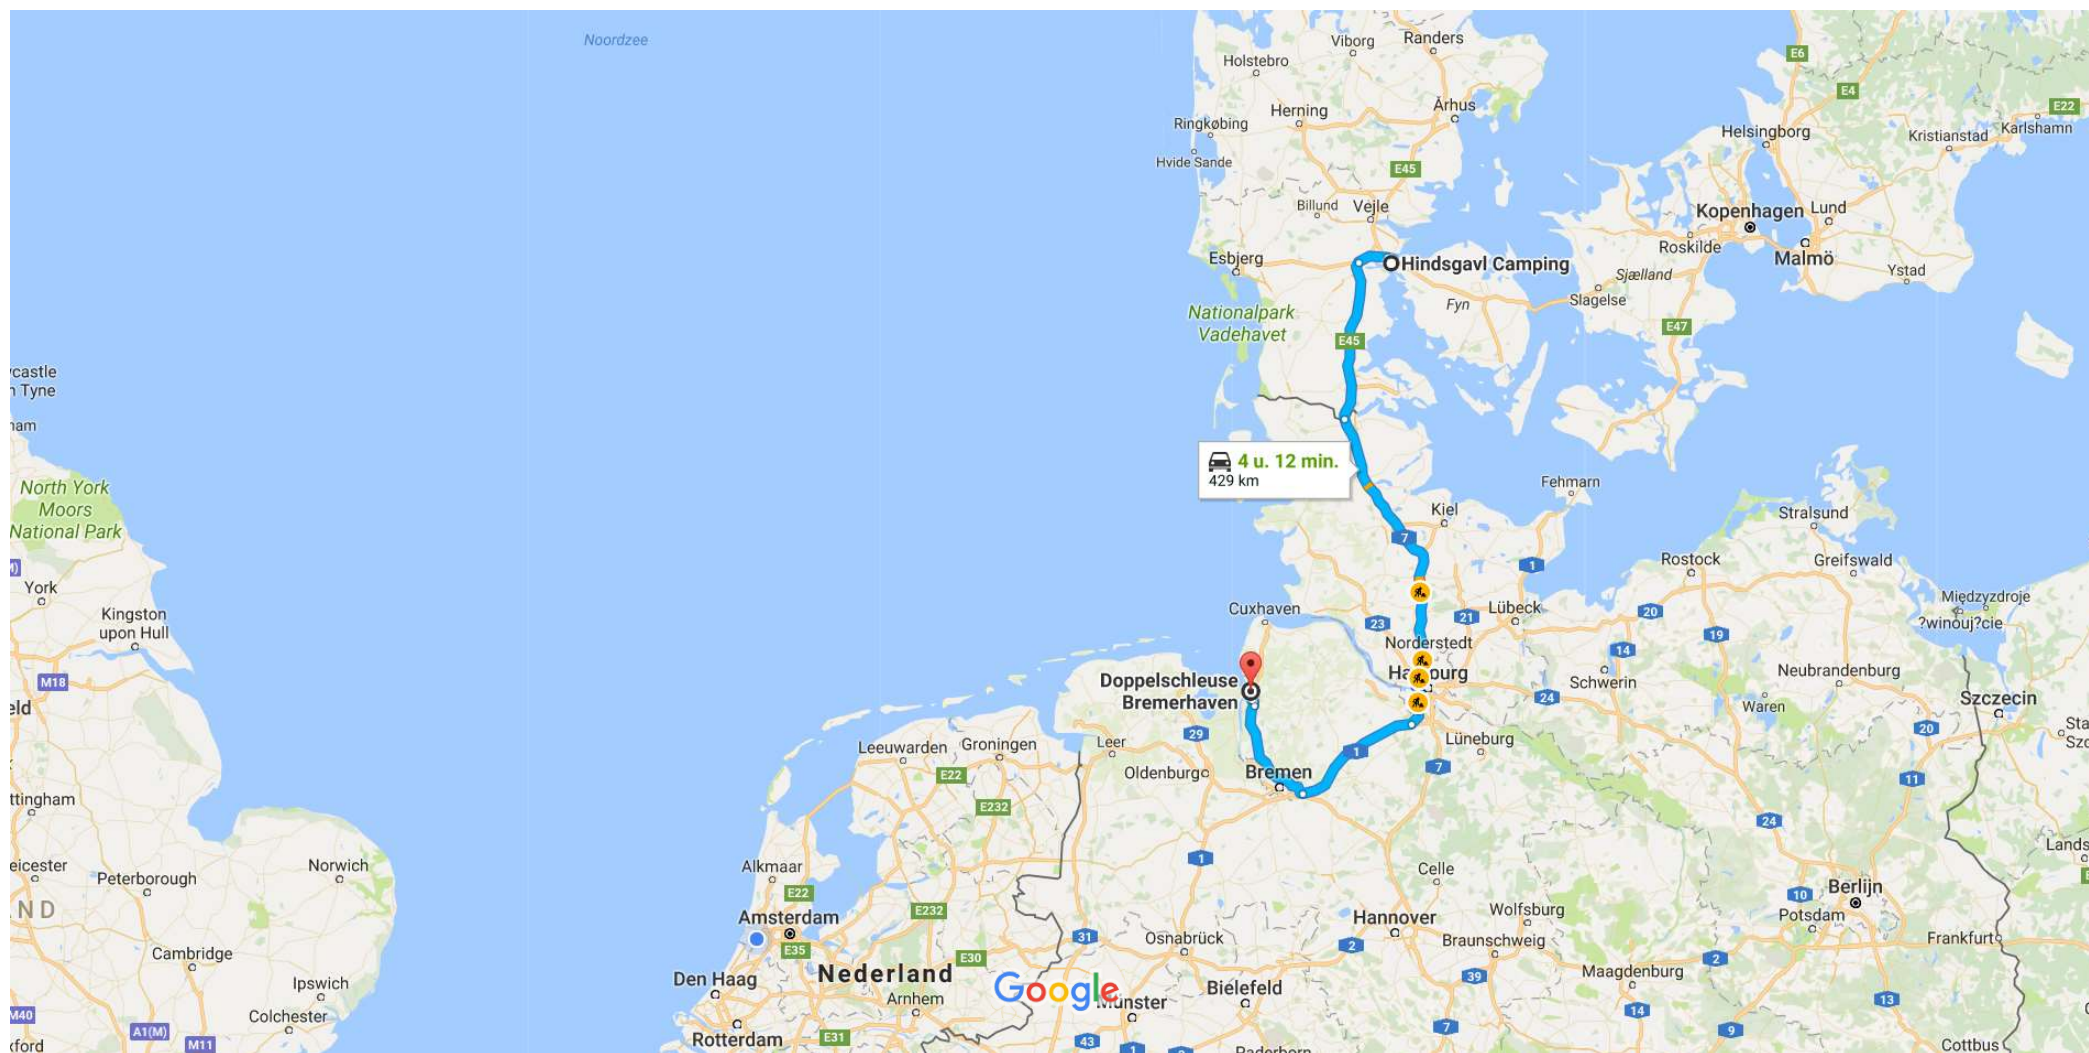 Noordzee
Viborg
Randers
Holstebro
E6
E4
E22
Herning
Århus
Ringkøbing
Helsingborg
Kristianstad
Karlshamn
Hvide Sande
E45
Billund
Vejle
Kopenhagen
Lund
Roskilde
Malmö
Esbjerg
Hindsgavl Camping
Sjælland
Ystad
Fyn
Slagelse
Nationalpark
Vadehavet
E45
E47
castle
Tyne
4 u. 12 min.
429 km
North York
Moors
National Park
Fehmarn
Kiel
Stralsund
7
1
Rostock
Greifswald
York
Kingston
upon Hull
Cuxhaven
23
21
Lübeck
20
19
Międzyzdroje
?winouj?cie
Norderstedt
14
M18
Doppelschleuse
Bremerhaven
Schwerin
Neubrandenburg
24
Waren
Szczecin
29
Leeuwarden
Groningen
Leer
1
Lüneburg
20
E22
Oldenburg
Bremen
7
11
E232
24
Norwich
Alkmaar
1
Celle
Peterborough
E22
10
Berlijn
Amsterdam
E232
Hannover
Wolfsburg
Potsdam
E35
31
Osnabrück
2
Braunschweig
Frankfurt
Cambridge
Nederland
E30
2
Den Haag
Google
Bielefeld
39
Maagdenburg
Ipswich
Arnhem
Münster
13
Colchester
M40
A1(M)
M11
Rotterdam
E31
43
1
7
14
9
Cottbus